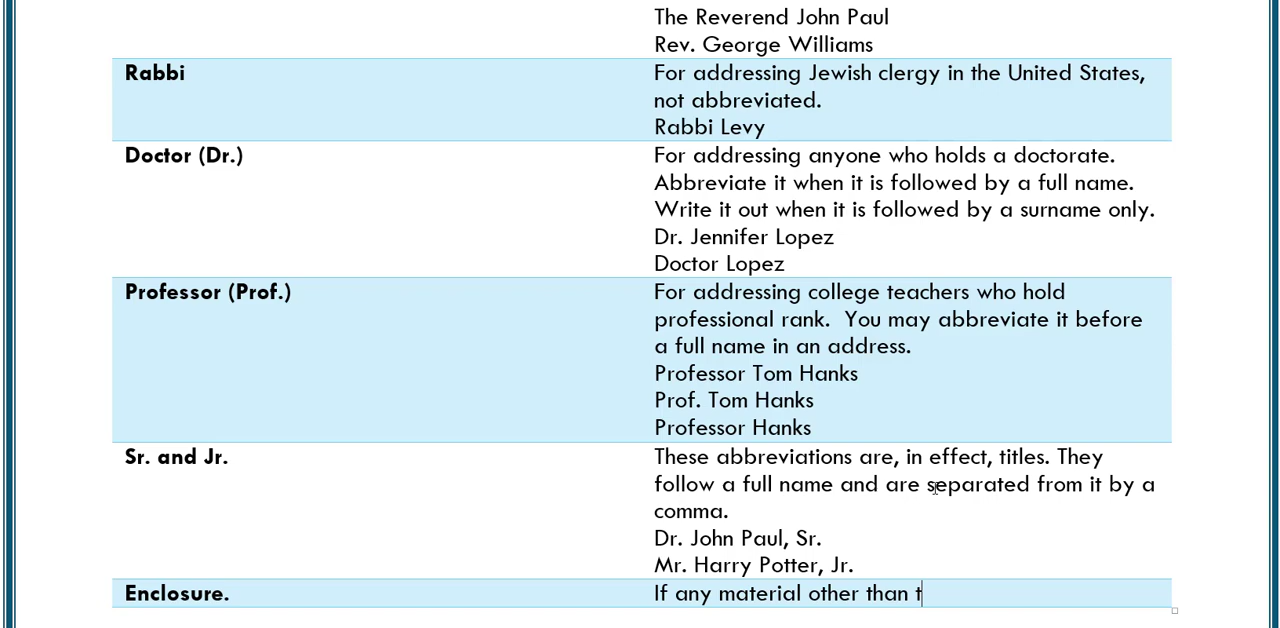 The Reverend John Paul
Rev. George Williams
Rabbi
For addressing Jewish clergy in the United States,
not abbreviated.
Rabbi Levy
Doctor (Dr.)
For addressing anyone who holds a doctorate.
Abbreviate it when it is followed by a full name.
Write it out when it is followed by a surname only.
Dr. Jennifer Lopez
Doctor Lopez
Professor (Prof.)
For addressing college teachers who hold
professional rank.  You may abbreviate it before
a full name in an address.
Professor Tom Hanks
Prof. Tom Hanks
Professor Hanks
Sr. and Jr.
These abbreviations are, in effect, titles. They
follow a full name and are separated from it by a
comma.
Dr. John Paul, Sr.
Mr. Harry Potter, Jr.
Enclosure.
If any material other than t